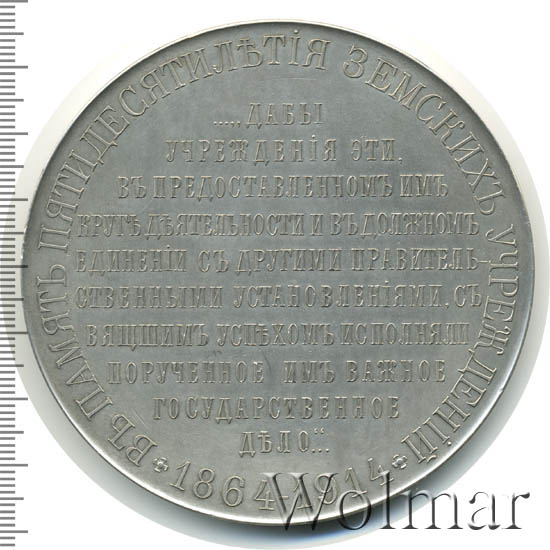 ВЪ ПАМЯТЬ ПЯТИДЕСЯТИЛѢТІЯ ЗЕМСКИХЪ УЧРЕЖДЕНІЙ
....„ДАБЫ
УЧРЕЖДЕНІЯ ЭТИ,
ВЪ ПРЕДОСТАВЛЕННОМЪ ИМЪ
КРУГѢ ДѢЯТЕЛЬНОСТИ И ВЪ ДОЛЖНОМЪ
ЕДИНЕНІИ СЪ ДРУГИМИ ПРАВИТЕЛЬ-
СТВЕННЫМИ УСТАНОВЛЕНІЯМИ, СЪ
ВЯЩШИМЪ УСПѢХОМЪ ИСПОЛНЯЛИ
ПОРУЧЕННОЕ ИМЪ ВАЖНОЕ
ГОСУДАРСТВЕННОЕ
ДѢЛО“...
1864-1914
Wolmar